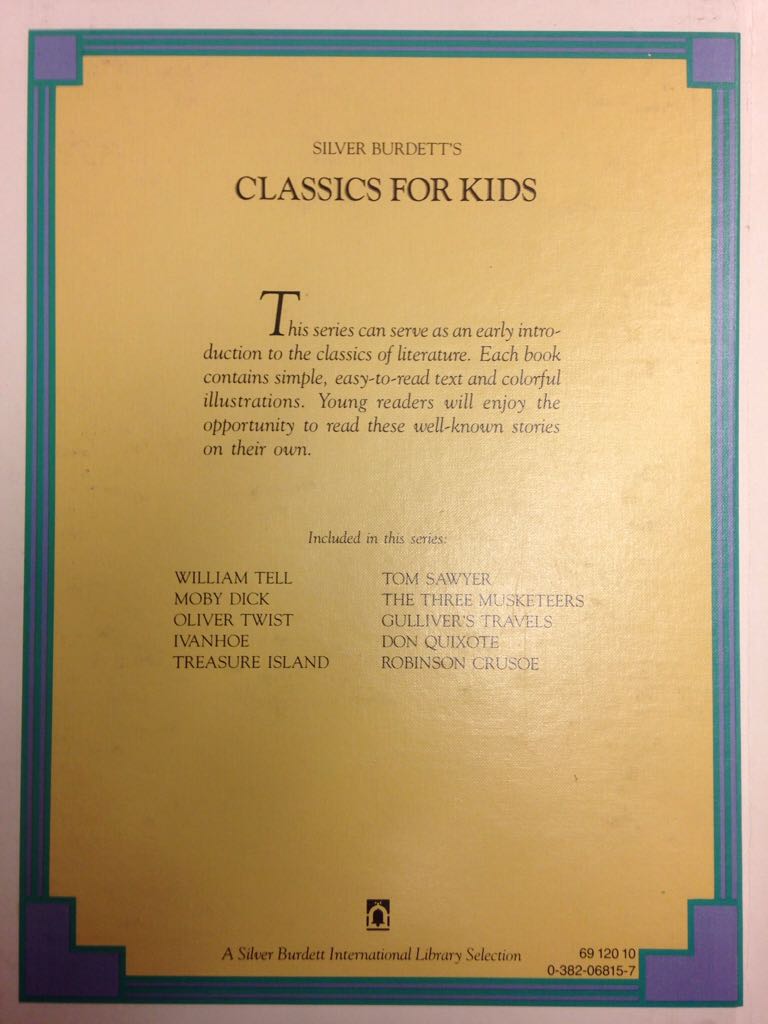 SILVER BURDETT'S
CLASSICS FOR KIDS
This series can serve as an early intro-
duction to the classics of literature. Each book
contains simple, easy-to-read text and colorful
illustrations. Young readers will enjoy the
opportunity to read these well-known stories
on their own.
Included in this series:
WILLIAM TELL
MOBY DICK
OLIVER TWIST
IVANHOE
TREASURE ISLAND
TOM SAWYER
THE THREE MUSKETEERS
GULLIVER'S TRAVELS
DON QUIXOTE
ROBINSON CRUSOE
A Silver Burdett International Library Selection
69 120 10
0-382-06815-7